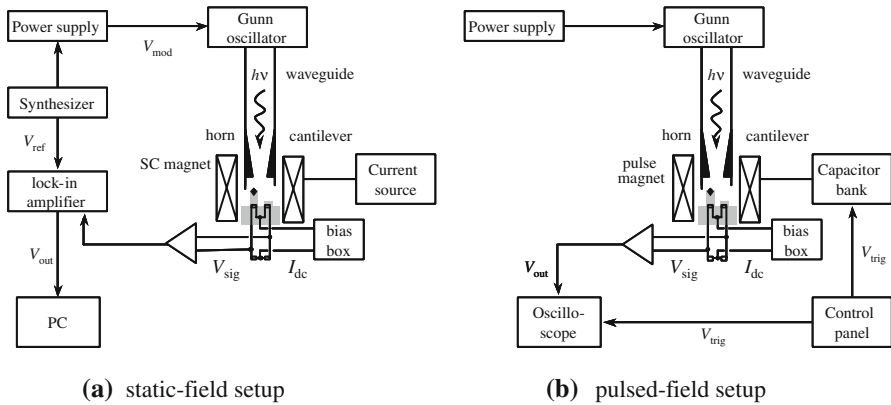 Power supply
V_mod
Gunn
oscillator
hν
waveguide
Synthesizer
V_ref
horn
cantilever
SC magnet
lock-in
amplifier
Current
source
V_out
V_sig
I_dc
bias
box
PC
(a) static-field setup
Power supply
Gunn
oscillator
hν
waveguide
horn
cantilever
pulse
magnet
Capacitor
bank
V_out
V_sig
I_dc
bias
box
V_trig
Oscillo-
scope
V_trig
Control
panel
(b) pulsed-field setup